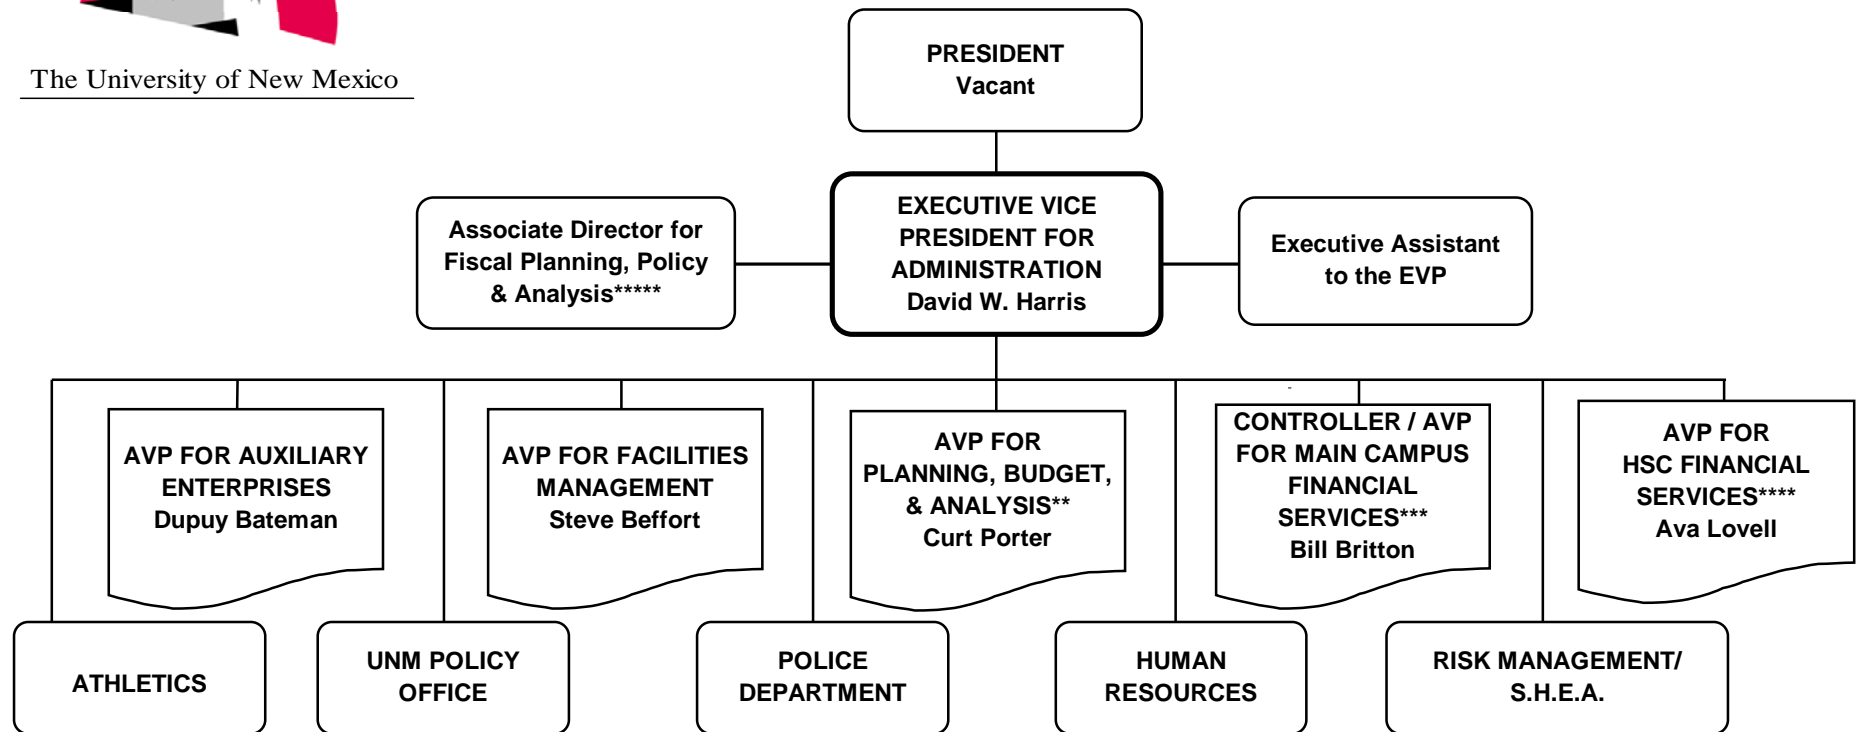 The University of New Mexico
PRESIDENT
Vacant
Associate Director for
Fiscal Planning, Policy
& Analysis*****
EXECUTIVE VICE
PRESIDENT FOR
ADMINISTRATION
David W. Harris
Executive Assistant
to the EVP
AVP FOR AUXILIARY
ENTERPRISES
Dupuy Bateman
AVP FOR FACILITIES
MANAGEMENT
Steve Beffort
AVP FOR
PLANNING, BUDGET,
& ANALYSIS**
Curt Porter
CONTROLLER / AVP
FOR MAIN CAMPUS
FINANCIAL
SERVICES***
Bill Britton
AVP FOR
HSC FINANCIAL
SERVICES****
Ava Lovell
ATHLETICS
UNM POLICY
OFFICE
POLICE
DEPARTMENT
HUMAN
RESOURCES
RISK MANAGEMENT/
S.H.E.A.